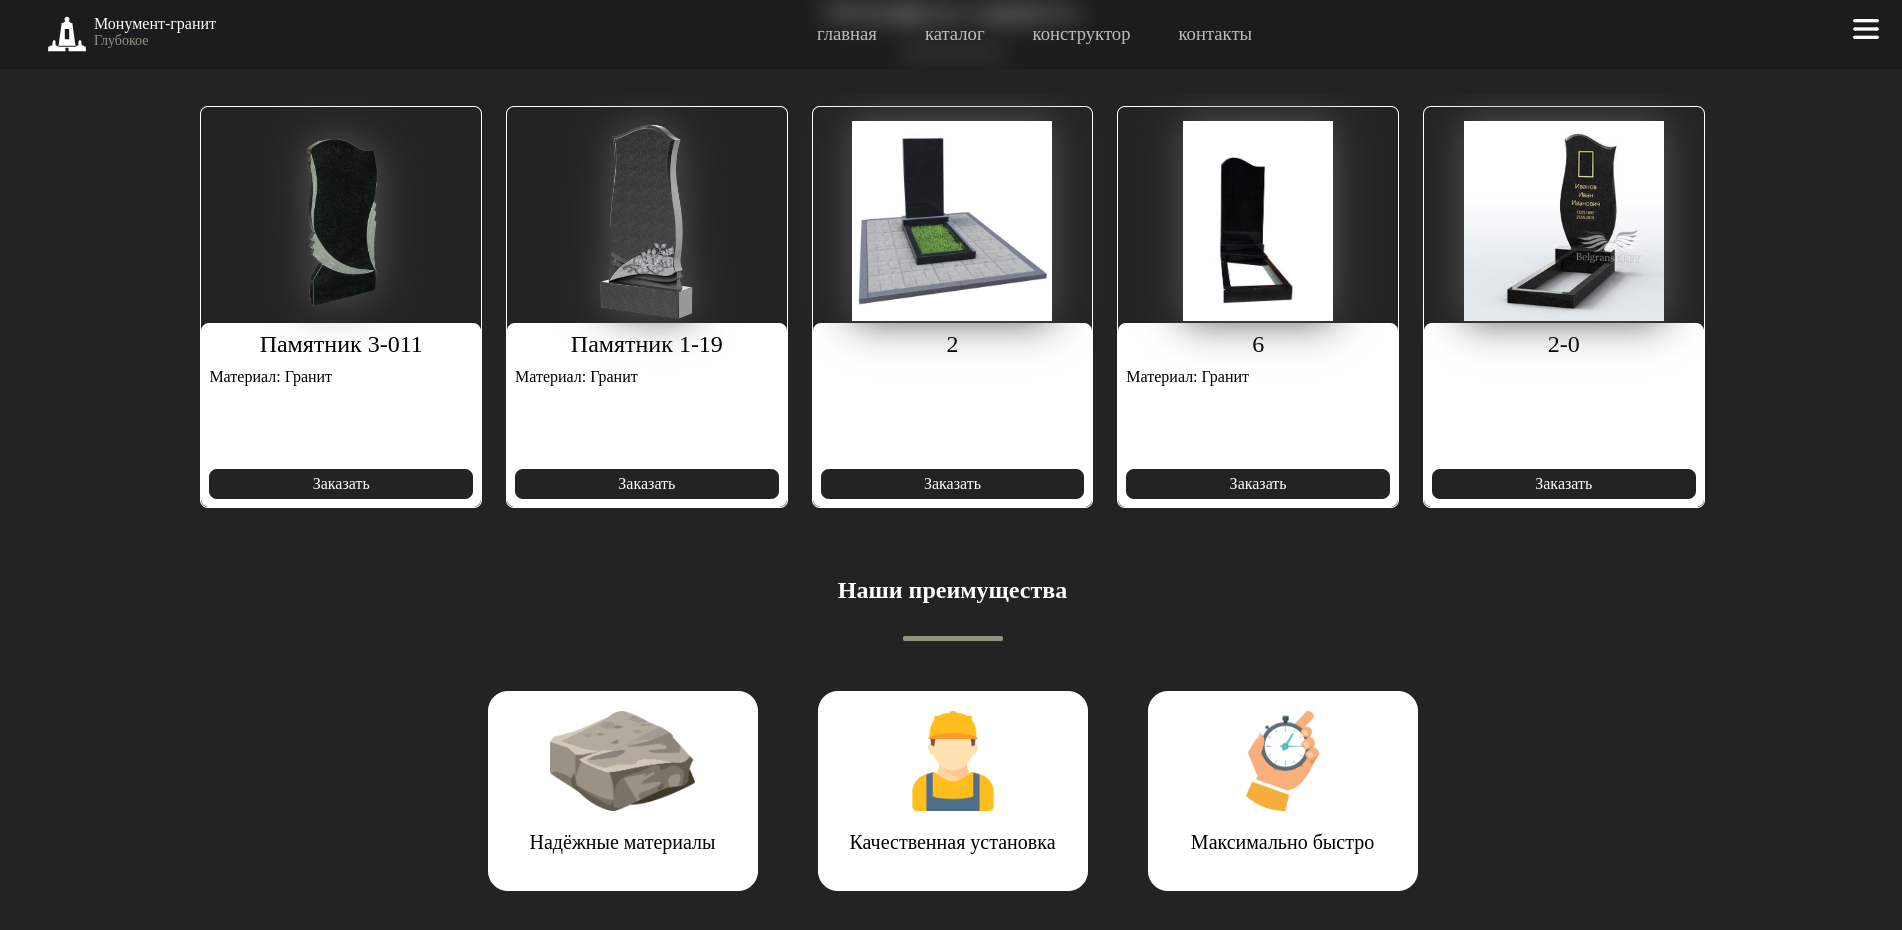 Монумент-гранит
Глубокое
главная каталог конструктор контакты
Иванов
Иван
Иванович
Памятник 3-011
Материал: Гранит
Заказать
Памятник 1-19
Материал: Гранит
Заказать
2
Заказать
6
Материал: Гранит
Заказать
2-0
Заказать
Наши преимущества
Надёжные материалы
Качественная установка
Максимально быстро